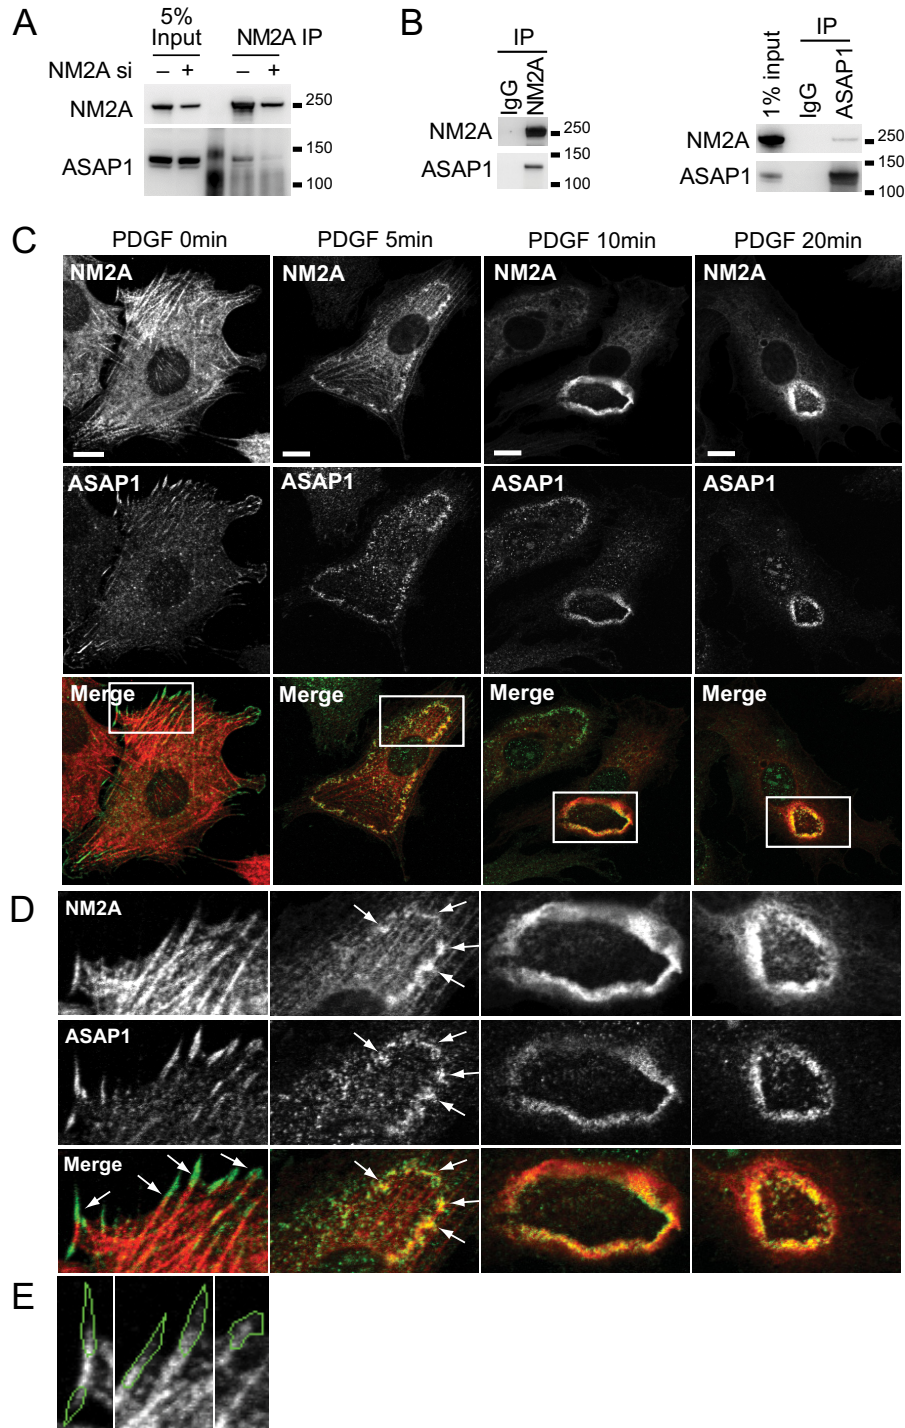 A
5% Input
NM2A IP
NM2A si
– + – +
NM2A
250
ASAP1
150
100
B
IP
IgG
NM2A
NM2A
250
ASAP1
150
100
1% input
IP
IgG
ASAP1
NM2A
250
ASAP1
150
100
C
PDGF 0min
PDGF 5min
PDGF 10min
PDGF 20min
NM2A
NM2A
NM2A
NM2A
ASAP1
ASAP1
ASAP1
ASAP1
Merge
Merge
Merge
Merge
D
NM2A
ASAP1
Merge
E